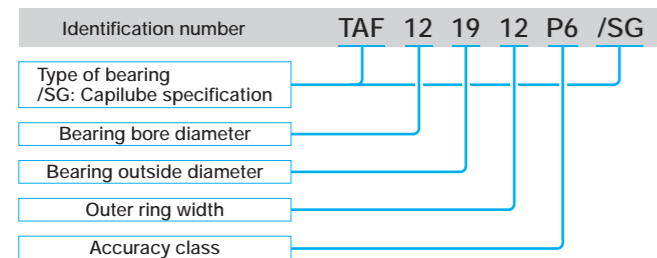 Identification number TAF 12 19 12 P6 /SG
Type of bearing
/SG: Capilube specification
Bearing bore diameter
Bearing outside diameter
Outer ring width
Accuracy class